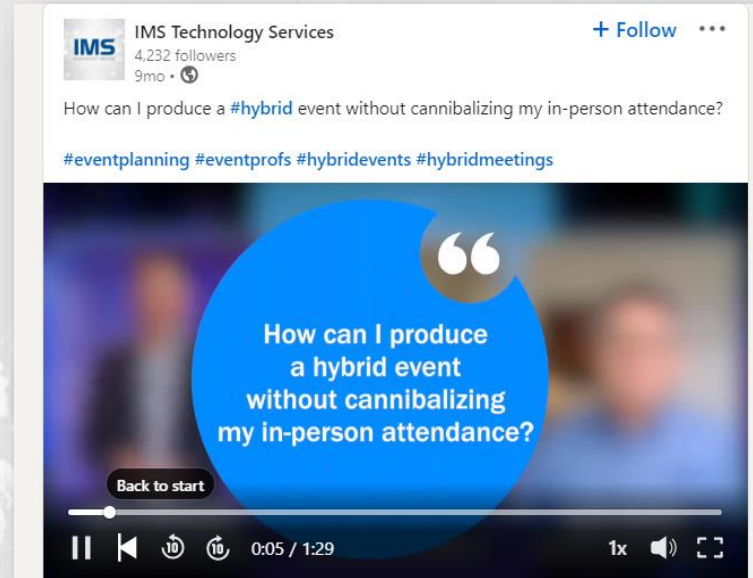 IMS
IMS Technology Services
+ Follow ...
4,232 followers
9mo •
How can I produce a #hybrid event without cannibalizing my in-person attendance?
#eventplanning #eventprofs #hybridevents #hybridmeetings
“
How can I produce
a hybrid event
without cannibalizing
my in-person attendance?
Back to start
10 10 0:05 / 1:29 1x